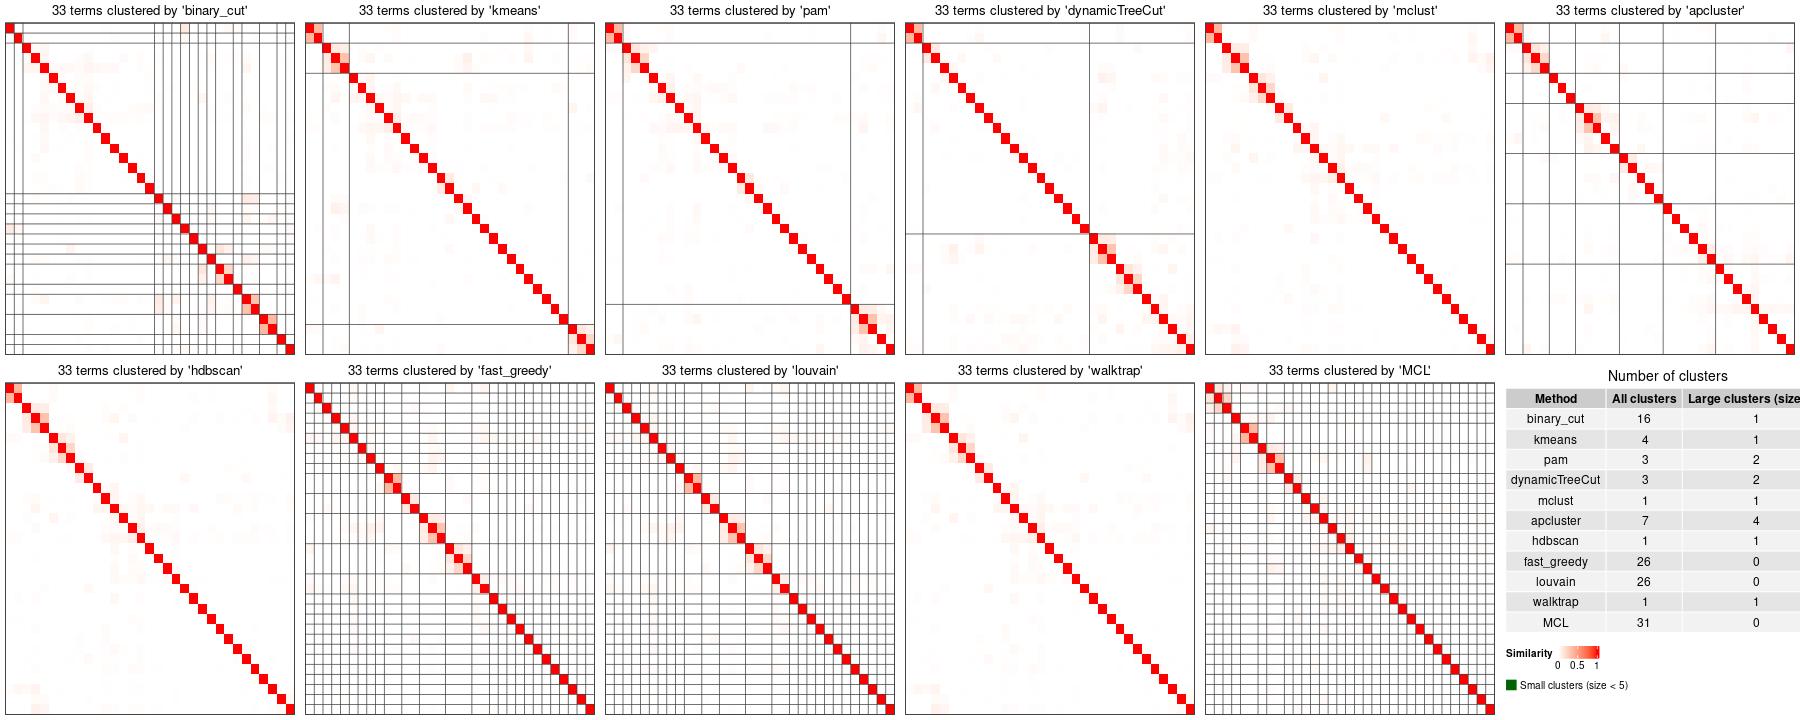 33 terms clustered by 'binary_cut'
33 terms clustered by 'kmeans'
33 terms clustered by 'pam'
33 terms clustered by 'dynamicTreeCut'
33 terms clustered by 'mclust'
33 terms clustered by 'apcluster'
33 terms clustered by 'hdbscan'
33 terms clustered by 'fast_greedy'
33 terms clustered by 'louvain'
33 terms clustered by 'walktrap'
33 terms clustered by 'MCL'
Number of clusters
Method All clusters Large clusters (size
binary_cut 16 1
kmeans 4 1
pam 3 2
dynamicTreeCut 3 2
mclust 1 1
apcluster 7 4
hdbscan 1 1
fast_greedy 26 0
louvain 26 0
walktrap 1 1
MCL 31 0
Similarity
0 0.5 1
Small clusters (size < 5)